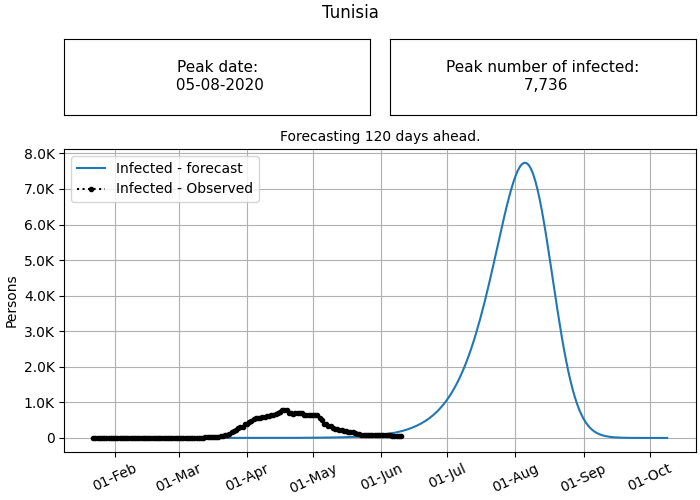 Tunisia
Peak date:
05-08-2020
Peak number of infected:
7,736
Forecasting 120 days ahead.
Infected - forecast
Infected - Observed
8.0K
7.0K
6.0K
5.0K
4.0K
3.0K
2.0K
1.0K
0
Persons
01-Feb
01-Mar
01-Apr
01-May
01-Jun
01-Jul
01-Aug
01-Sep
01-Oct